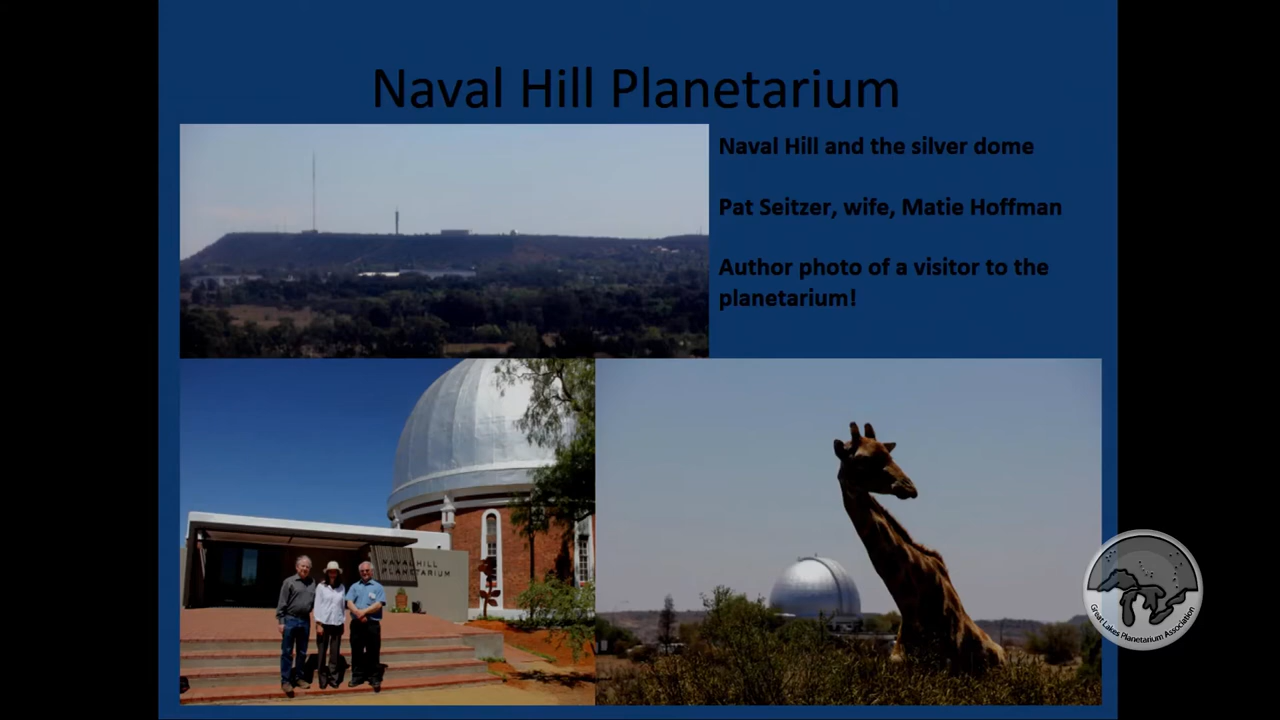 Naval Hill Planetarium
Naval Hill and the silver dome
Pat Seitzer, wife, Matie Hoffman
Author photo of a visitor to the
planetarium!
NAVAL HILL
PLANETARIUM
Great Lakes Planetarium Association